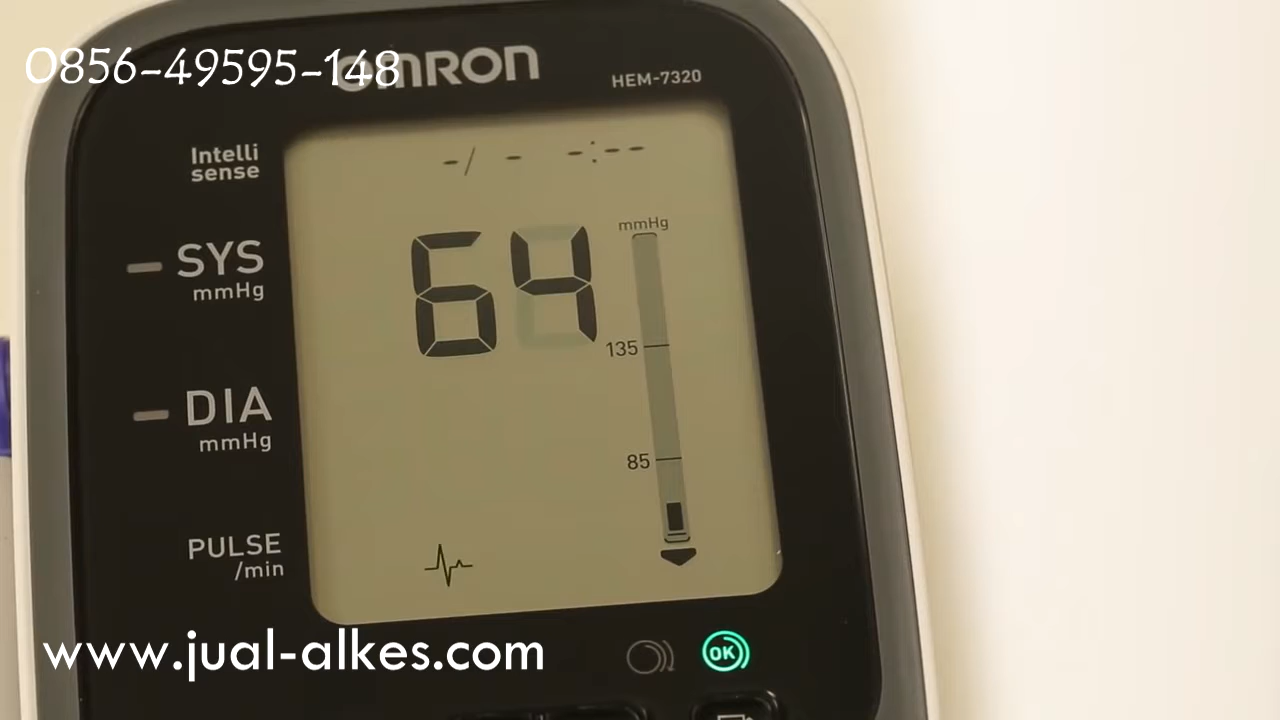 0856-49595-148
OMRON
HEM-7320
Intelli
sense
-/ - -:--
SYS
mmHg
64
mmHg
135
DIA
mmHg
85
PULSE
/min
OK
www.jual-alkes.com